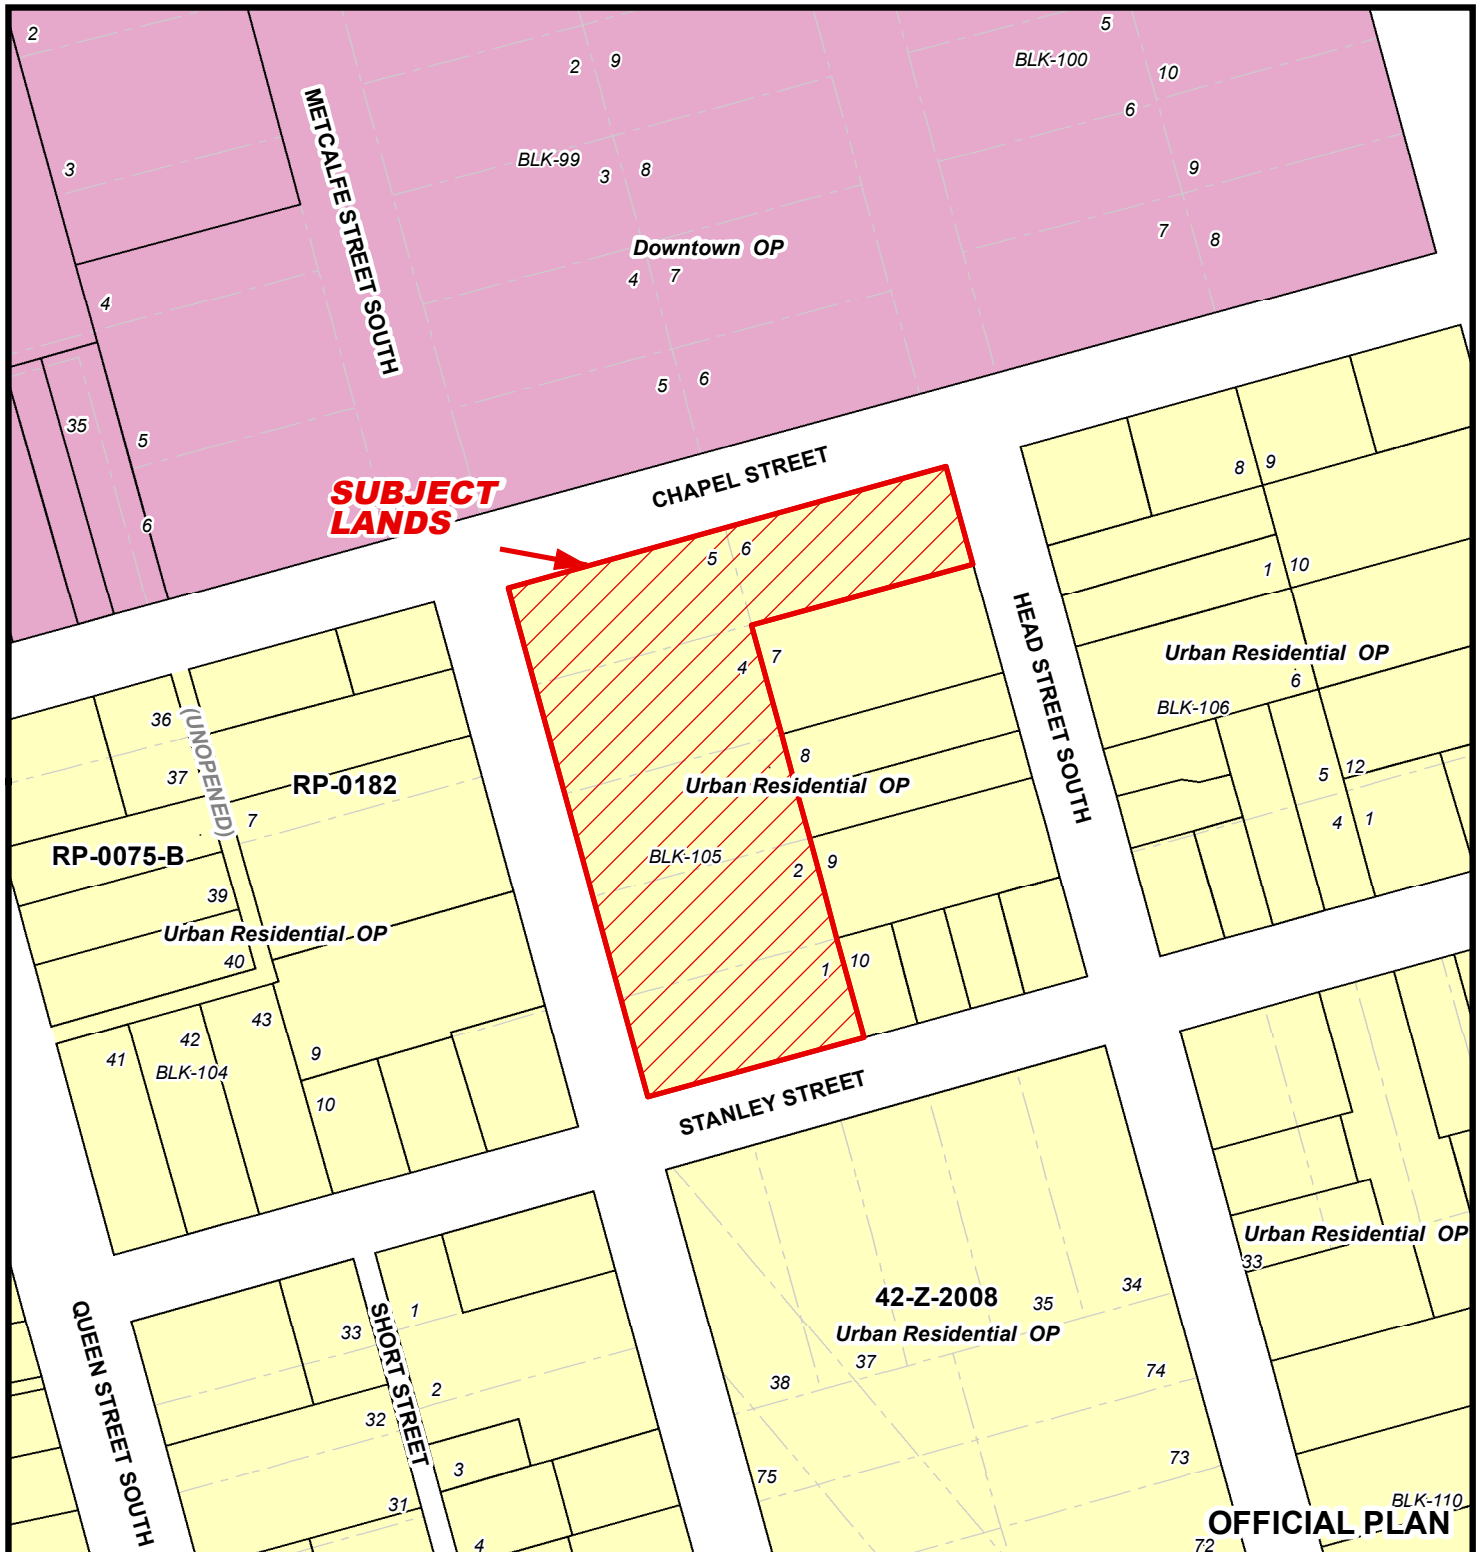 2
5
2 9
BLK-100
10
6
METCALFE STREET SOUTH
BLK-99
3
3 8
9
7 8
Downtown OP
4 7
4
5 6
35
5
6
SUBJECT
LANDS
CHAPEL STREET
8 9
5 6
1 10
HEAD STREET SOUTH
4 7
Urban Residential OP
6
BLK-106
36
(UNOPENED)
37
RP-0182
8
Urban Residential OP
5 12
7
4 1
RP-0075-B
BLK-105
2 9
39
Urban Residential OP
40
1 10
43
42
41
BLK-104
9
10
STANLEY STREET
Urban Residential OP
33
42-Z-2008
35
34
Urban Residential OP
37
38
74
QUEEN STREET SOUTH
SHORT STREET
1
33
2
32
3
31
4
75
73
BLK-110
OFFICIAL PLAN
72